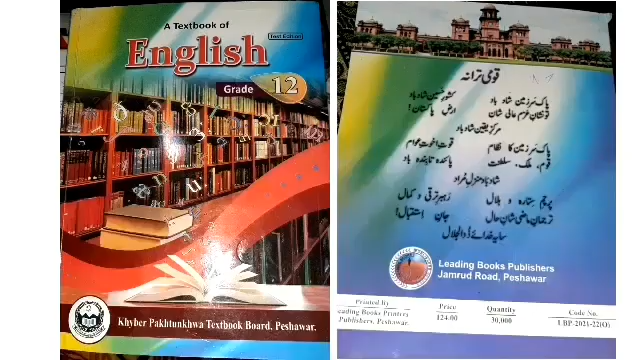 A Textbook of
English
Test Edition
Grade 12
Khyber Pakhtunkhwa Textbook Board, Peshawar.
قومی ترانہ
پاک سرزمین شاد باد کشورِ حسین شاد باد
تو نشانِ عزمِ عالی شان ارضِ پاکستان!
مرکزِ یقین شاد باد
پاک سرزمین کا نظام قوتِ اخوتِ عوام
قوم، ملک، سلطنت پائندہ تابندہ باد
شاد باد منزلِ مراد
پرچمِ ستارہ و ہلال رہبرِ ترقی و کمال
ترجمانِ ماضی شانِ حال جانِ استقبال!
سایۂ خدائے ذوالجلال
Leading Books Publishers
Jamrud Road, Peshawar
Printed by Price Quantity Code No.
eading Books Printers 124.00 30,000 LBP-2021-22(O)
Publishers, Peshawar.